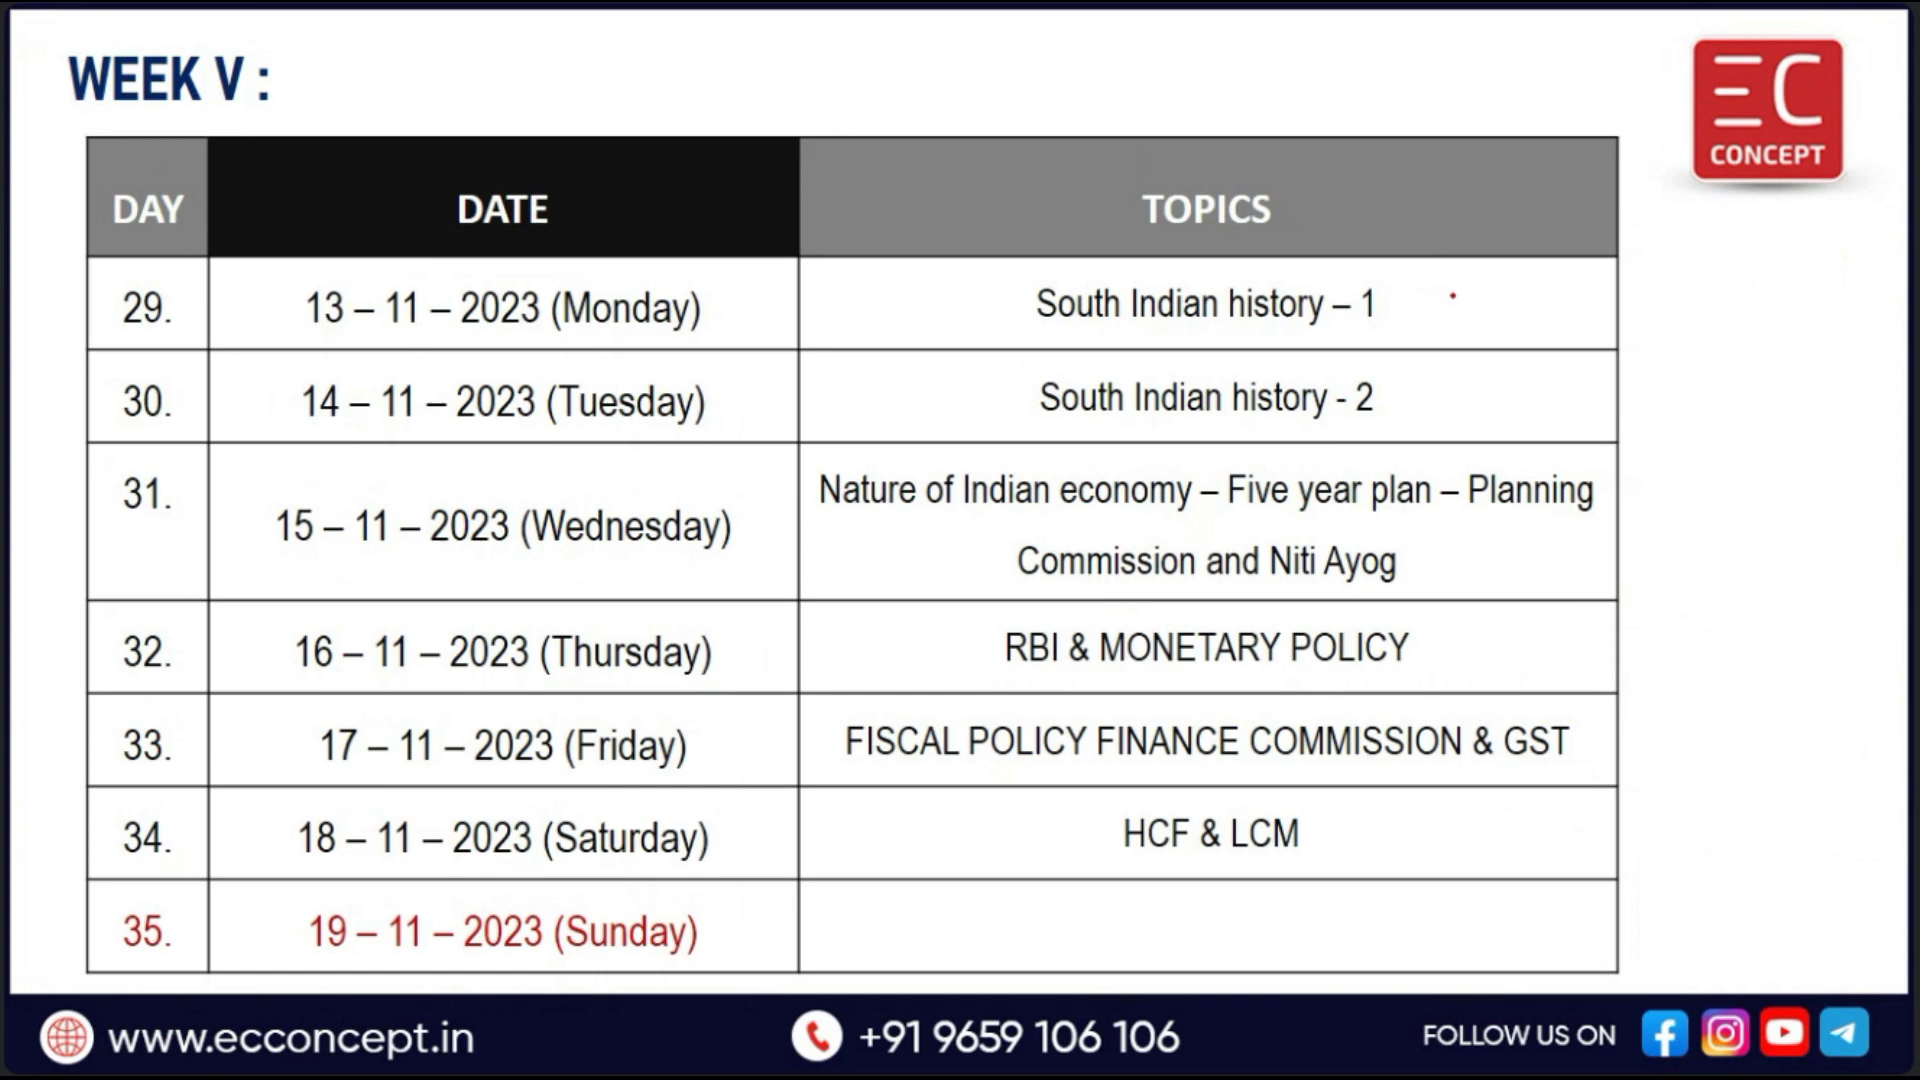 WEEK V :
EC
CONCEPT
DAY DATE TOPICS
29. 13 – 11 – 2023 (Monday) South Indian history – 1
30. 14 – 11 – 2023 (Tuesday) South Indian history - 2
31. 15 – 11 – 2023 (Wednesday) Nature of Indian economy – Five year plan – Planning
Commission and Niti Ayog
32. 16 – 11 – 2023 (Thursday) RBI & MONETARY POLICY
33. 17 – 11 – 2023 (Friday) FISCAL POLICY FINANCE COMMISSION & GST
34. 18 – 11 – 2023 (Saturday) HCF & LCM
35. 19 – 11 – 2023 (Sunday)
www.ecconcept.in +91 9659 106 106 FOLLOW US ON